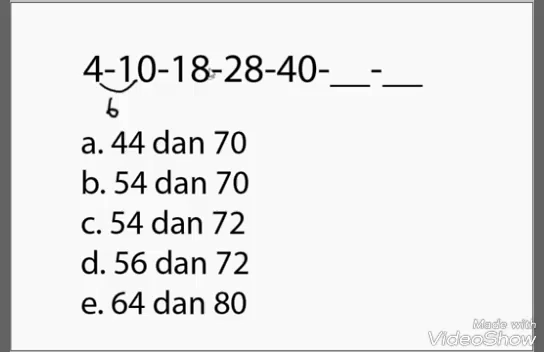 4-10-18-28-40-__-__
6
a. 44 dan 70
b. 54 dan 70
c. 54 dan 72
d. 56 dan 72
e. 64 dan 80
Made with
VideoShow